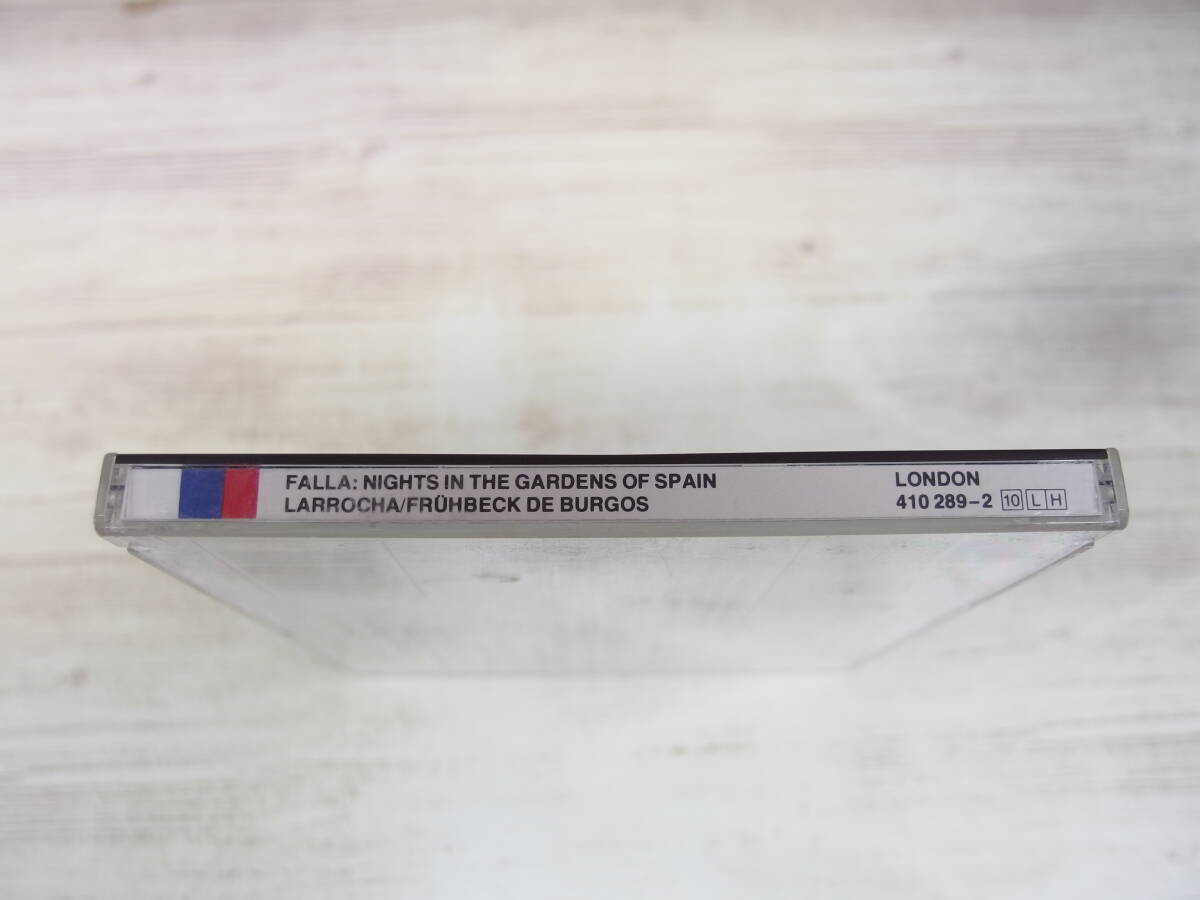 FALLA: NIGHTS IN THE GARDENS OF SPAIN
LARROCHA/FRÜHBECK DE BURGOS
LONDON
410 289-2 10 L H